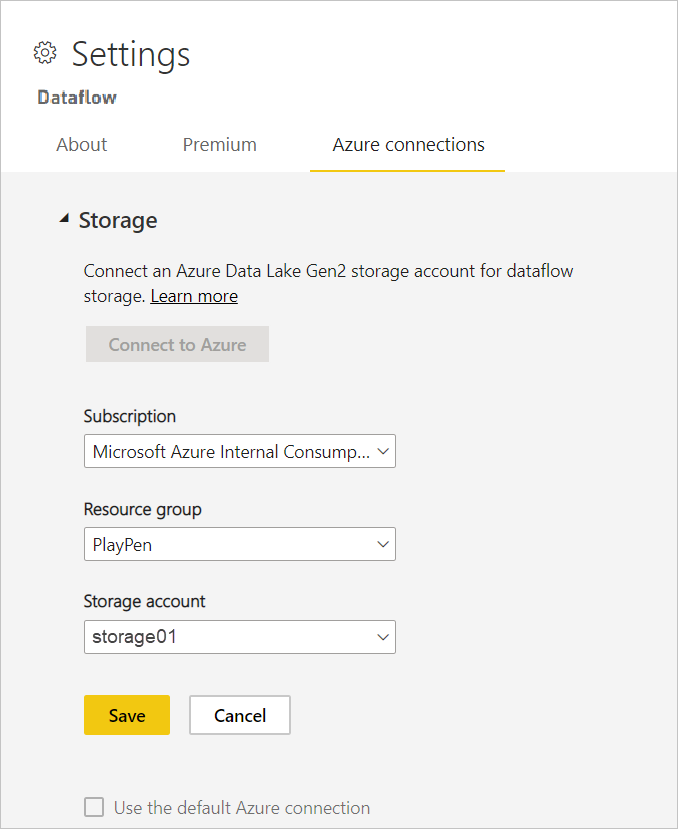 Settings
Dataflow
About Premium Azure connections
Storage
Connect an Azure Data Lake Gen2 storage account for dataflow
storage. Learn more
Connect to Azure
Subscription
Microsoft Azure Internal Consump...
Resource group
PlayPen
Storage account
storage01
Save Cancel
Use the default Azure connection